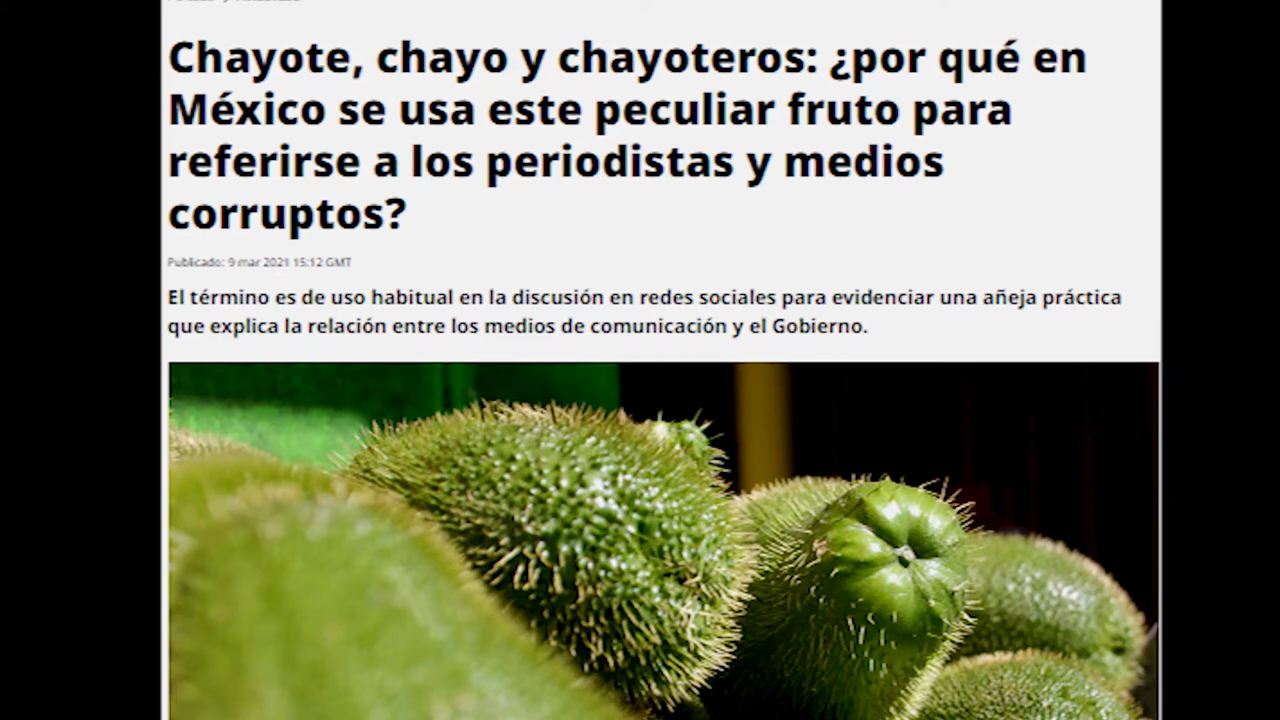 Chayote, chayo y chayoteros: ¿por qué en
México se usa este peculiar fruto para
referirse a los periodistas y medios
corruptos?
Publicado: 9 mar 2021 15:12 GMT
El término es de uso habitual en la discusión en redes sociales para evidenciar una añeja práctica
que explica la relación entre los medios de comunicación y el Gobierno.